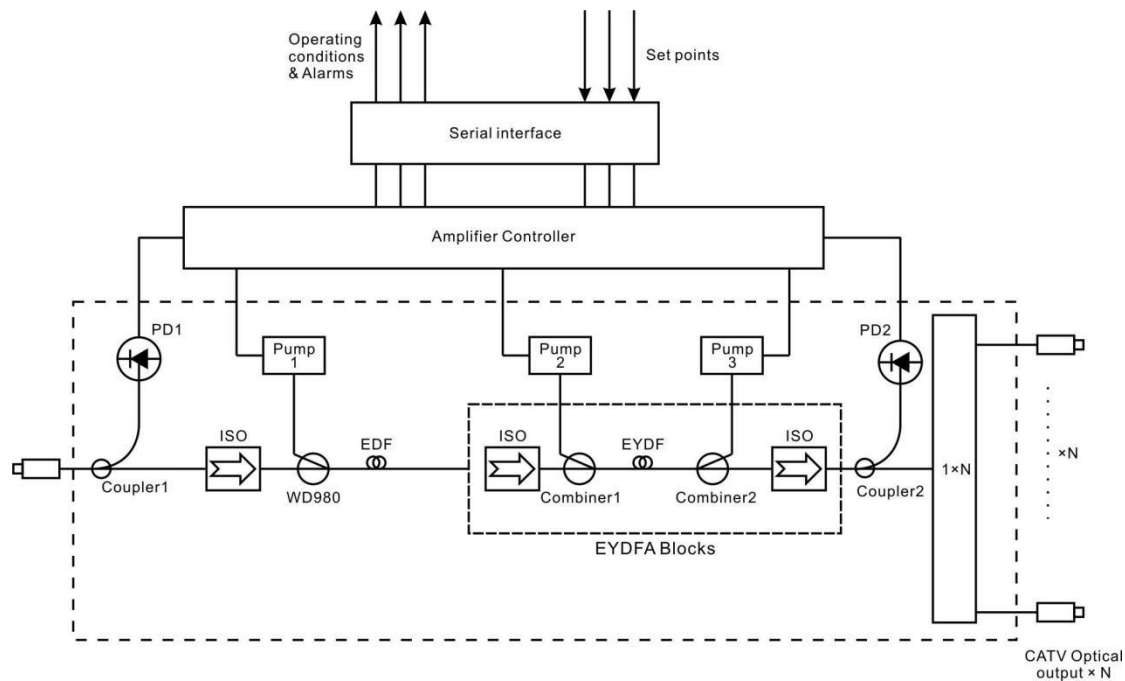 Operating
conditions
& Alarms
Set points
Serial interface
Amplifier Controller
PD1
Pump
1
Pump
2
Pump
3
PD2
ISO
EDF
ISO
EYDF
ISO
×N
1×N
Coupler1
WD980
Combiner1
Combiner2
Coupler2
EYDFA Blocks
CATV Optical
output × N